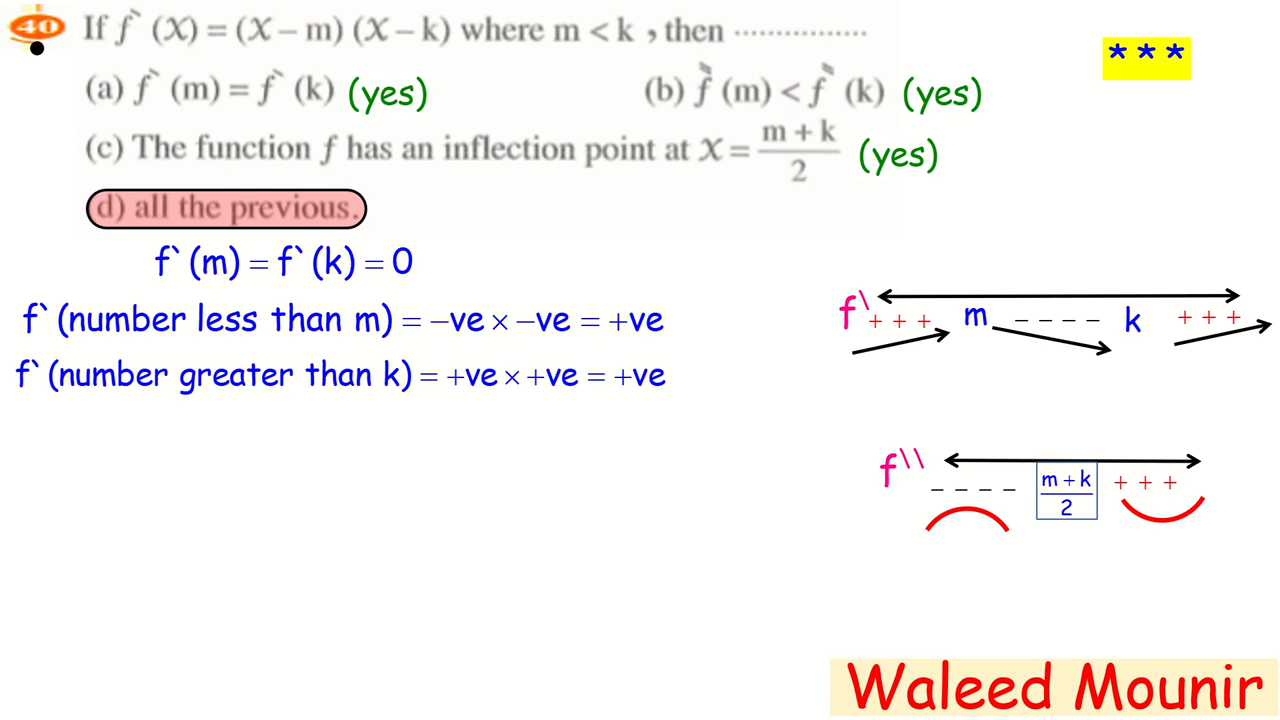 40 If f` (X) = (X – m) (X – k) where m < k , then ................
* * *
(a) f` (m) = f` (k) (yes)
(b) f`` (m) < f`` (k) (yes)
(c) The function f has an inflection point at X = (m + k)/2 (yes)
d) all the previous.
f` (m) = f` (k) = 0
f` (number less than m) = –ve × –ve = +ve
f` (number greater than k) = +ve × +ve = +ve
f\ + + + m – – – – k + + +
f\\ – – – – (m + k)/2 + + +
Waleed Mounir